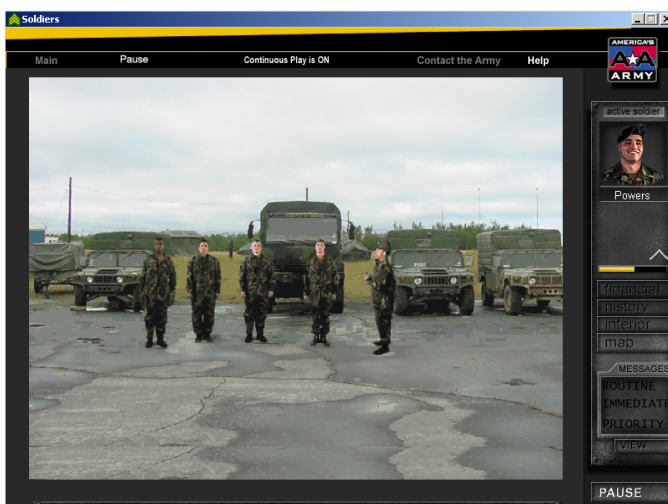 Soldiers
Main Pause Continuous Play is ON Contact the Army Help
AMERICA'S
AA
ARMY
active soldier
Powers
financial
history
interior
map
MESSAGES
ROUTINE
IMMEDIATE
PRIORITY
VIEW
PAUSE